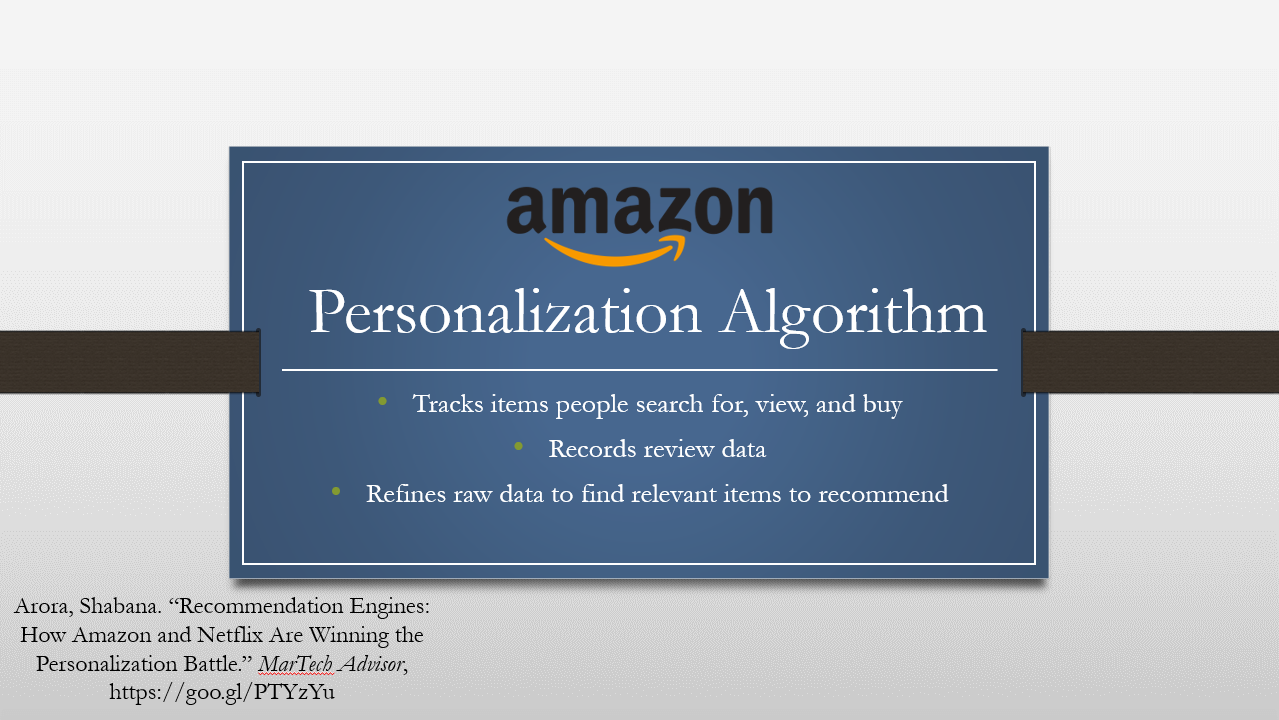 amazon
Personalization Algorithm
• Tracks items people search for, view, and buy
• Records review data
• Refines raw data to find relevant items to recommend
Arora, Shabana. “Recommendation Engines:
How Amazon and Netflix Are Winning the
Personalization Battle.” MarTech Advisor,
https://goo.gl/PTYzYu